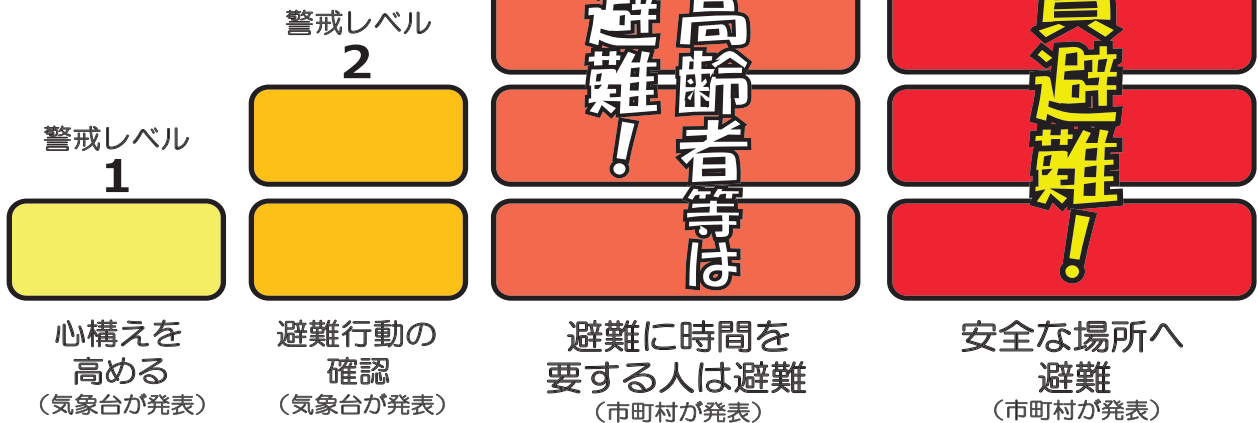 警戒レベル
1
心構えを
高める
（気象台が発表）
警戒レベル
2
避難行動の
確認
（気象台が発表）
高齢者等は
避難！
避難に時間を
要する人は避難
（市町村が発表）
員避難！
安全な場所へ
避難
（市町村が発表）